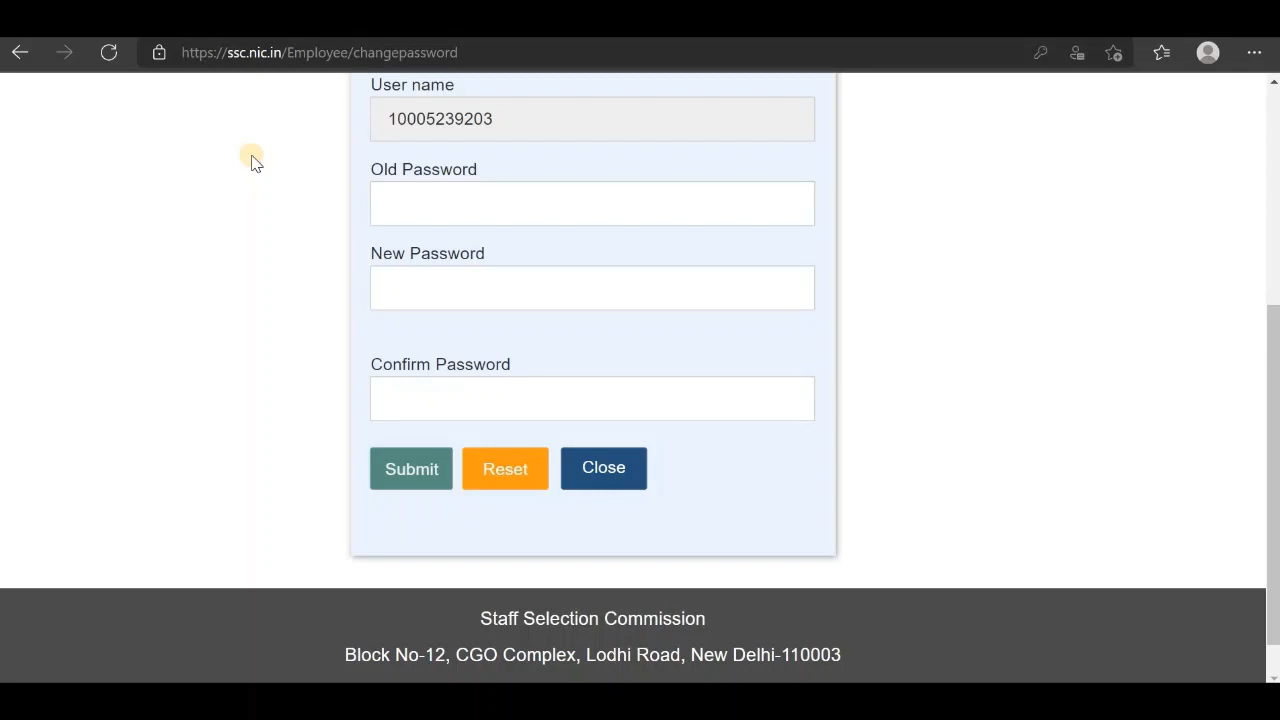 https://ssc.nic.in/Employee/changepassword
User name
10005239203
Old Password
New Password
Confirm Password
Submit Reset Close
Staff Selection Commission
Block No-12, CGO Complex, Lodhi Road, New Delhi-110003